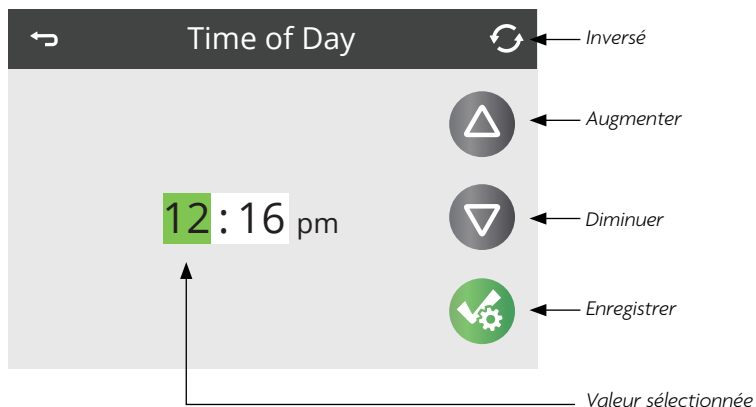 Time of Day
Inversé
Augmenter
12 : 16 pm
Diminuer
Enregistrer
Valeur sélectionnée